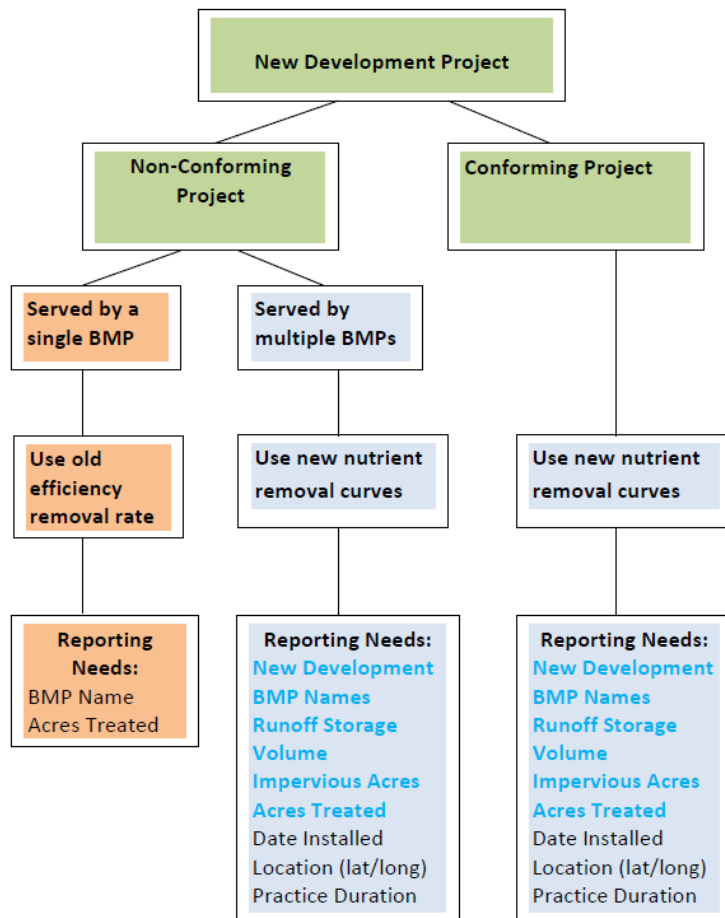 New Development Project
Non-Conforming
Project
Conforming Project
Served by a
single BMP
Served by
multiple BMPs
Use old
efficiency
removal rate
Use new nutrient
removal curves
Use new nutrient
removal curves
Reporting
Needs:
BMP Name
Acres Treated
Reporting Needs:
New Development
BMP Names
Runoff Storage
Volume
Impervious Acres
Acres Treated
Date Installed
Location (lat/long)
Practice Duration
Reporting Needs:
New Development
BMP Names
Runoff Storage
Volume
Impervious Acres
Acres Treated
Date Installed
Location (lat/long)
Practice Duration